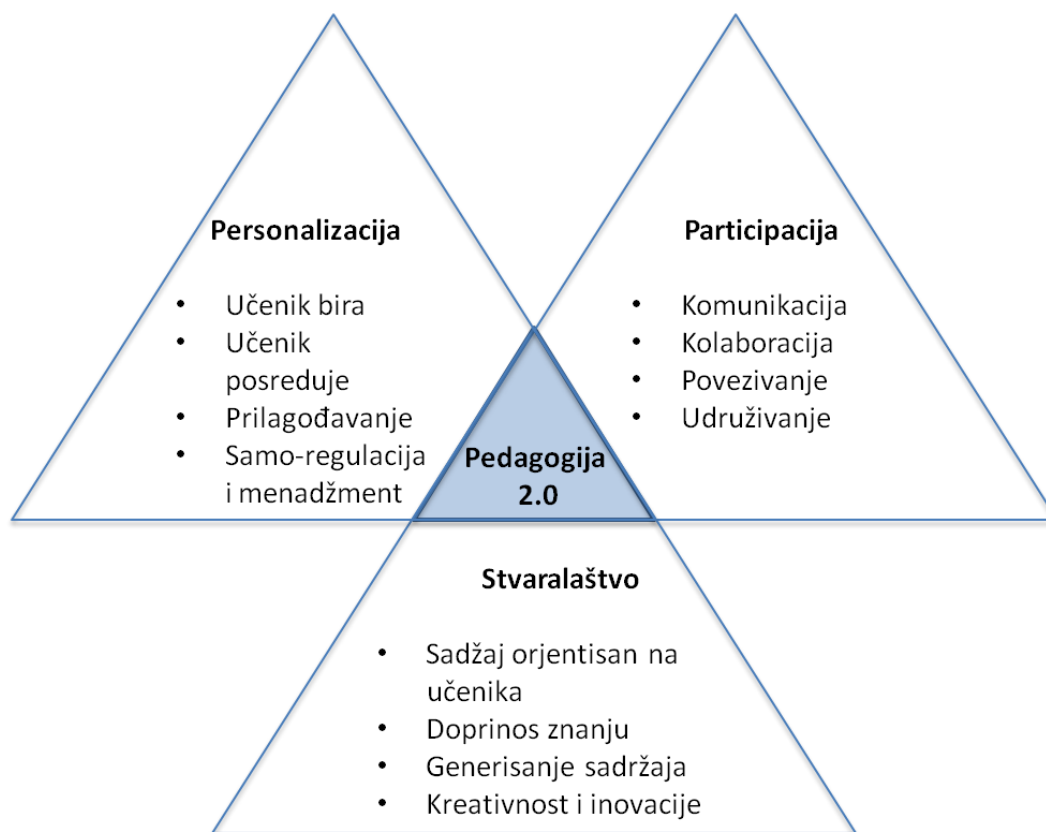 Personalizacija
• Učenik bira
• Učenik
posreduje
• Prilagođavanje
• Samo-regulacija
i menadžment
Participacija
• Komunikacija
• Kolaboracija
• Povezivanje
• Udruživanje
Pedagogija
2.0
Stvaralaštvo
• Sadžaj orjentisan na
učenika
• Doprinos znanju
• Generisanje sadržaja
• Kreativnost i inovacije